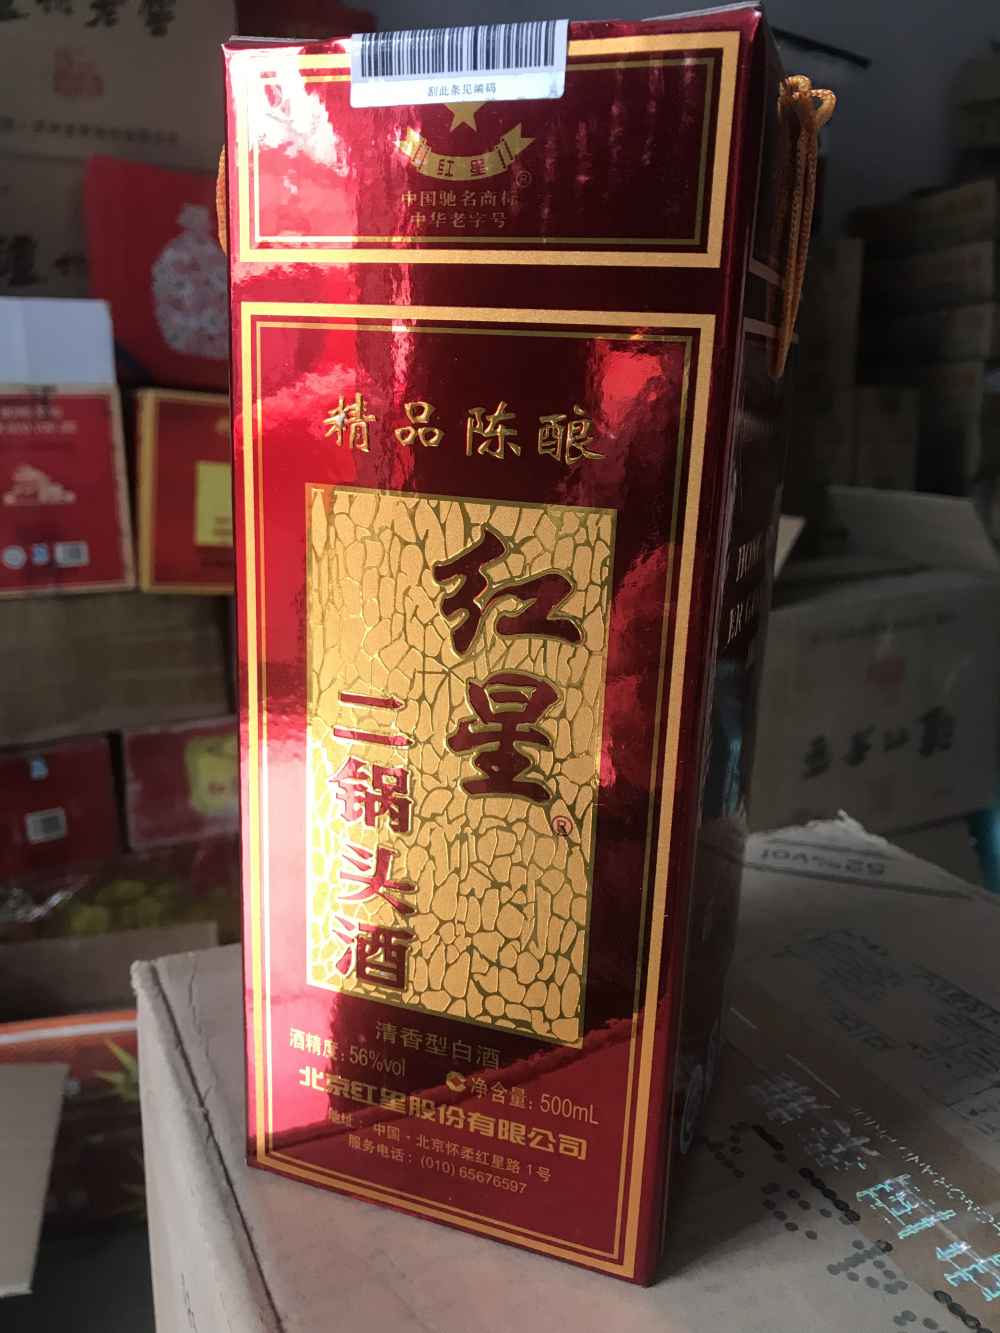 刮此条见编码
红星
®
中国驰名商标
中华老字号
精品陈酿
红星®
二锅头酒
清香型白酒
酒精度:56%vol
净含量:500mL
北京红星股份有限公司
地址:中国·北京怀柔红星路1号
服务电话:(010)65676597
52%vol